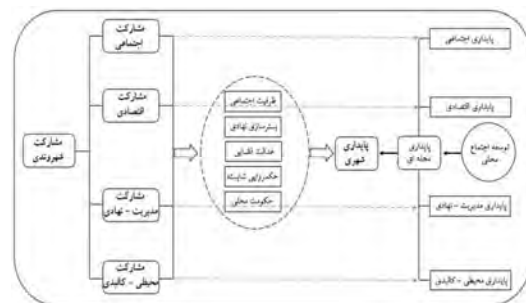 مشارکت
اجتماعی
مشارکت
اقتصادی
مشارکت
شهروندی
مشارکت
مدیریت - نهادی
مشارکت
محیطی - کالبدی
ظرفیت اجتماعی
بسترسازی نهادی
عدالت فضایی
حکمروایی شایسته
حکومت محلی
پایداری
شهری
پایداری
محله ای
توسعه اجتماع
محلی
پایداری اجتماعی
پایداری اقتصادی
پایداری مدیریت - نهادی
پایداری محیطی - کالبدی